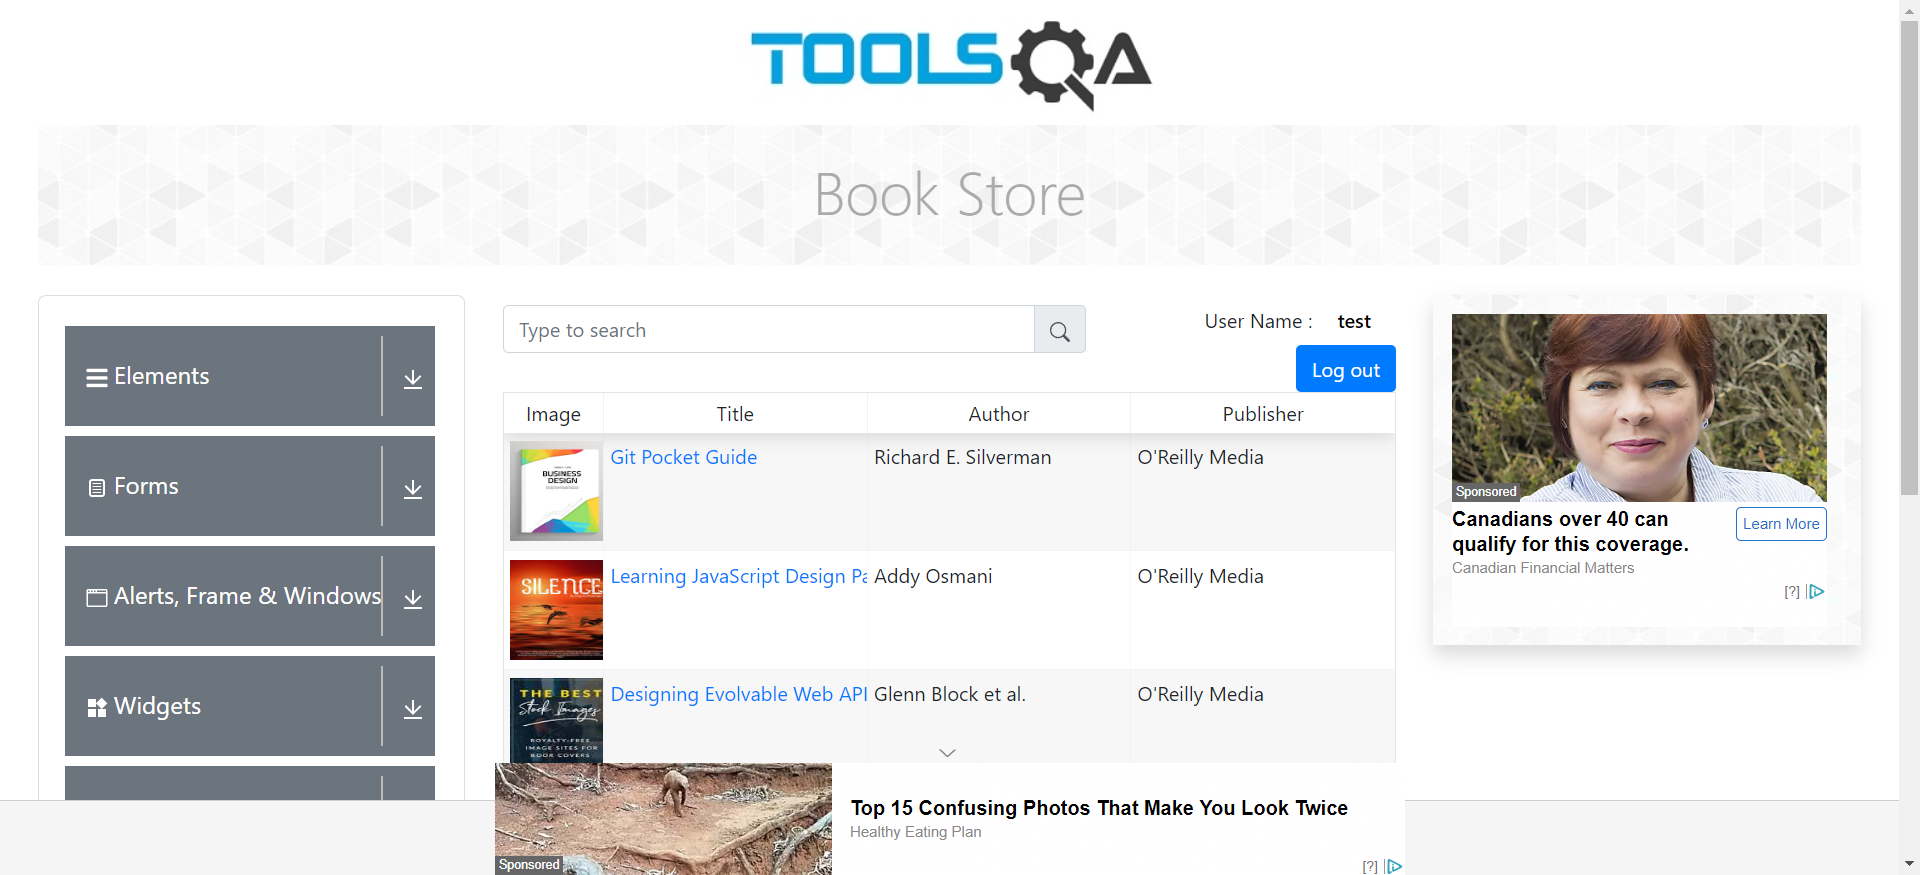 TOOLSQA
Book Store
Elements
Forms
Alerts, Frame & Windows
Widgets
Type to search
User Name : test
Log out
Image Title Author Publisher
BUSINESS
DESIGN
Git Pocket Guide Richard E. Silverman O'Reilly Media
SILENCE
Learning JavaScript Design Pa Addy Osmani O'Reilly Media
THE BEST
Stock Images
ROYALTY-FREE
IMAGE SITES FOR
BOOK COVERS
Designing Evolvable Web API Glenn Block et al. O'Reilly Media
Sponsored
Canadians over 40 can
qualify for this coverage.
Learn More
Canadian Financial Matters
[?]
Sponsored
Top 15 Confusing Photos That Make You Look Twice
Healthy Eating Plan
[?]